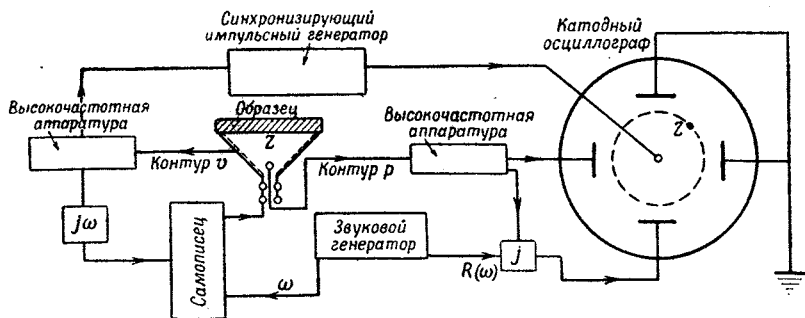 Синхронизирующий
импульсный генератор
Катодный
осциллограф
Высокочастотная
аппаратура
Образец
Z
Высокочастотная
аппаратура
Z
Контур υ
Контур p
jω
Самописец
Звуковой
генератор
ω
R(ω)
j